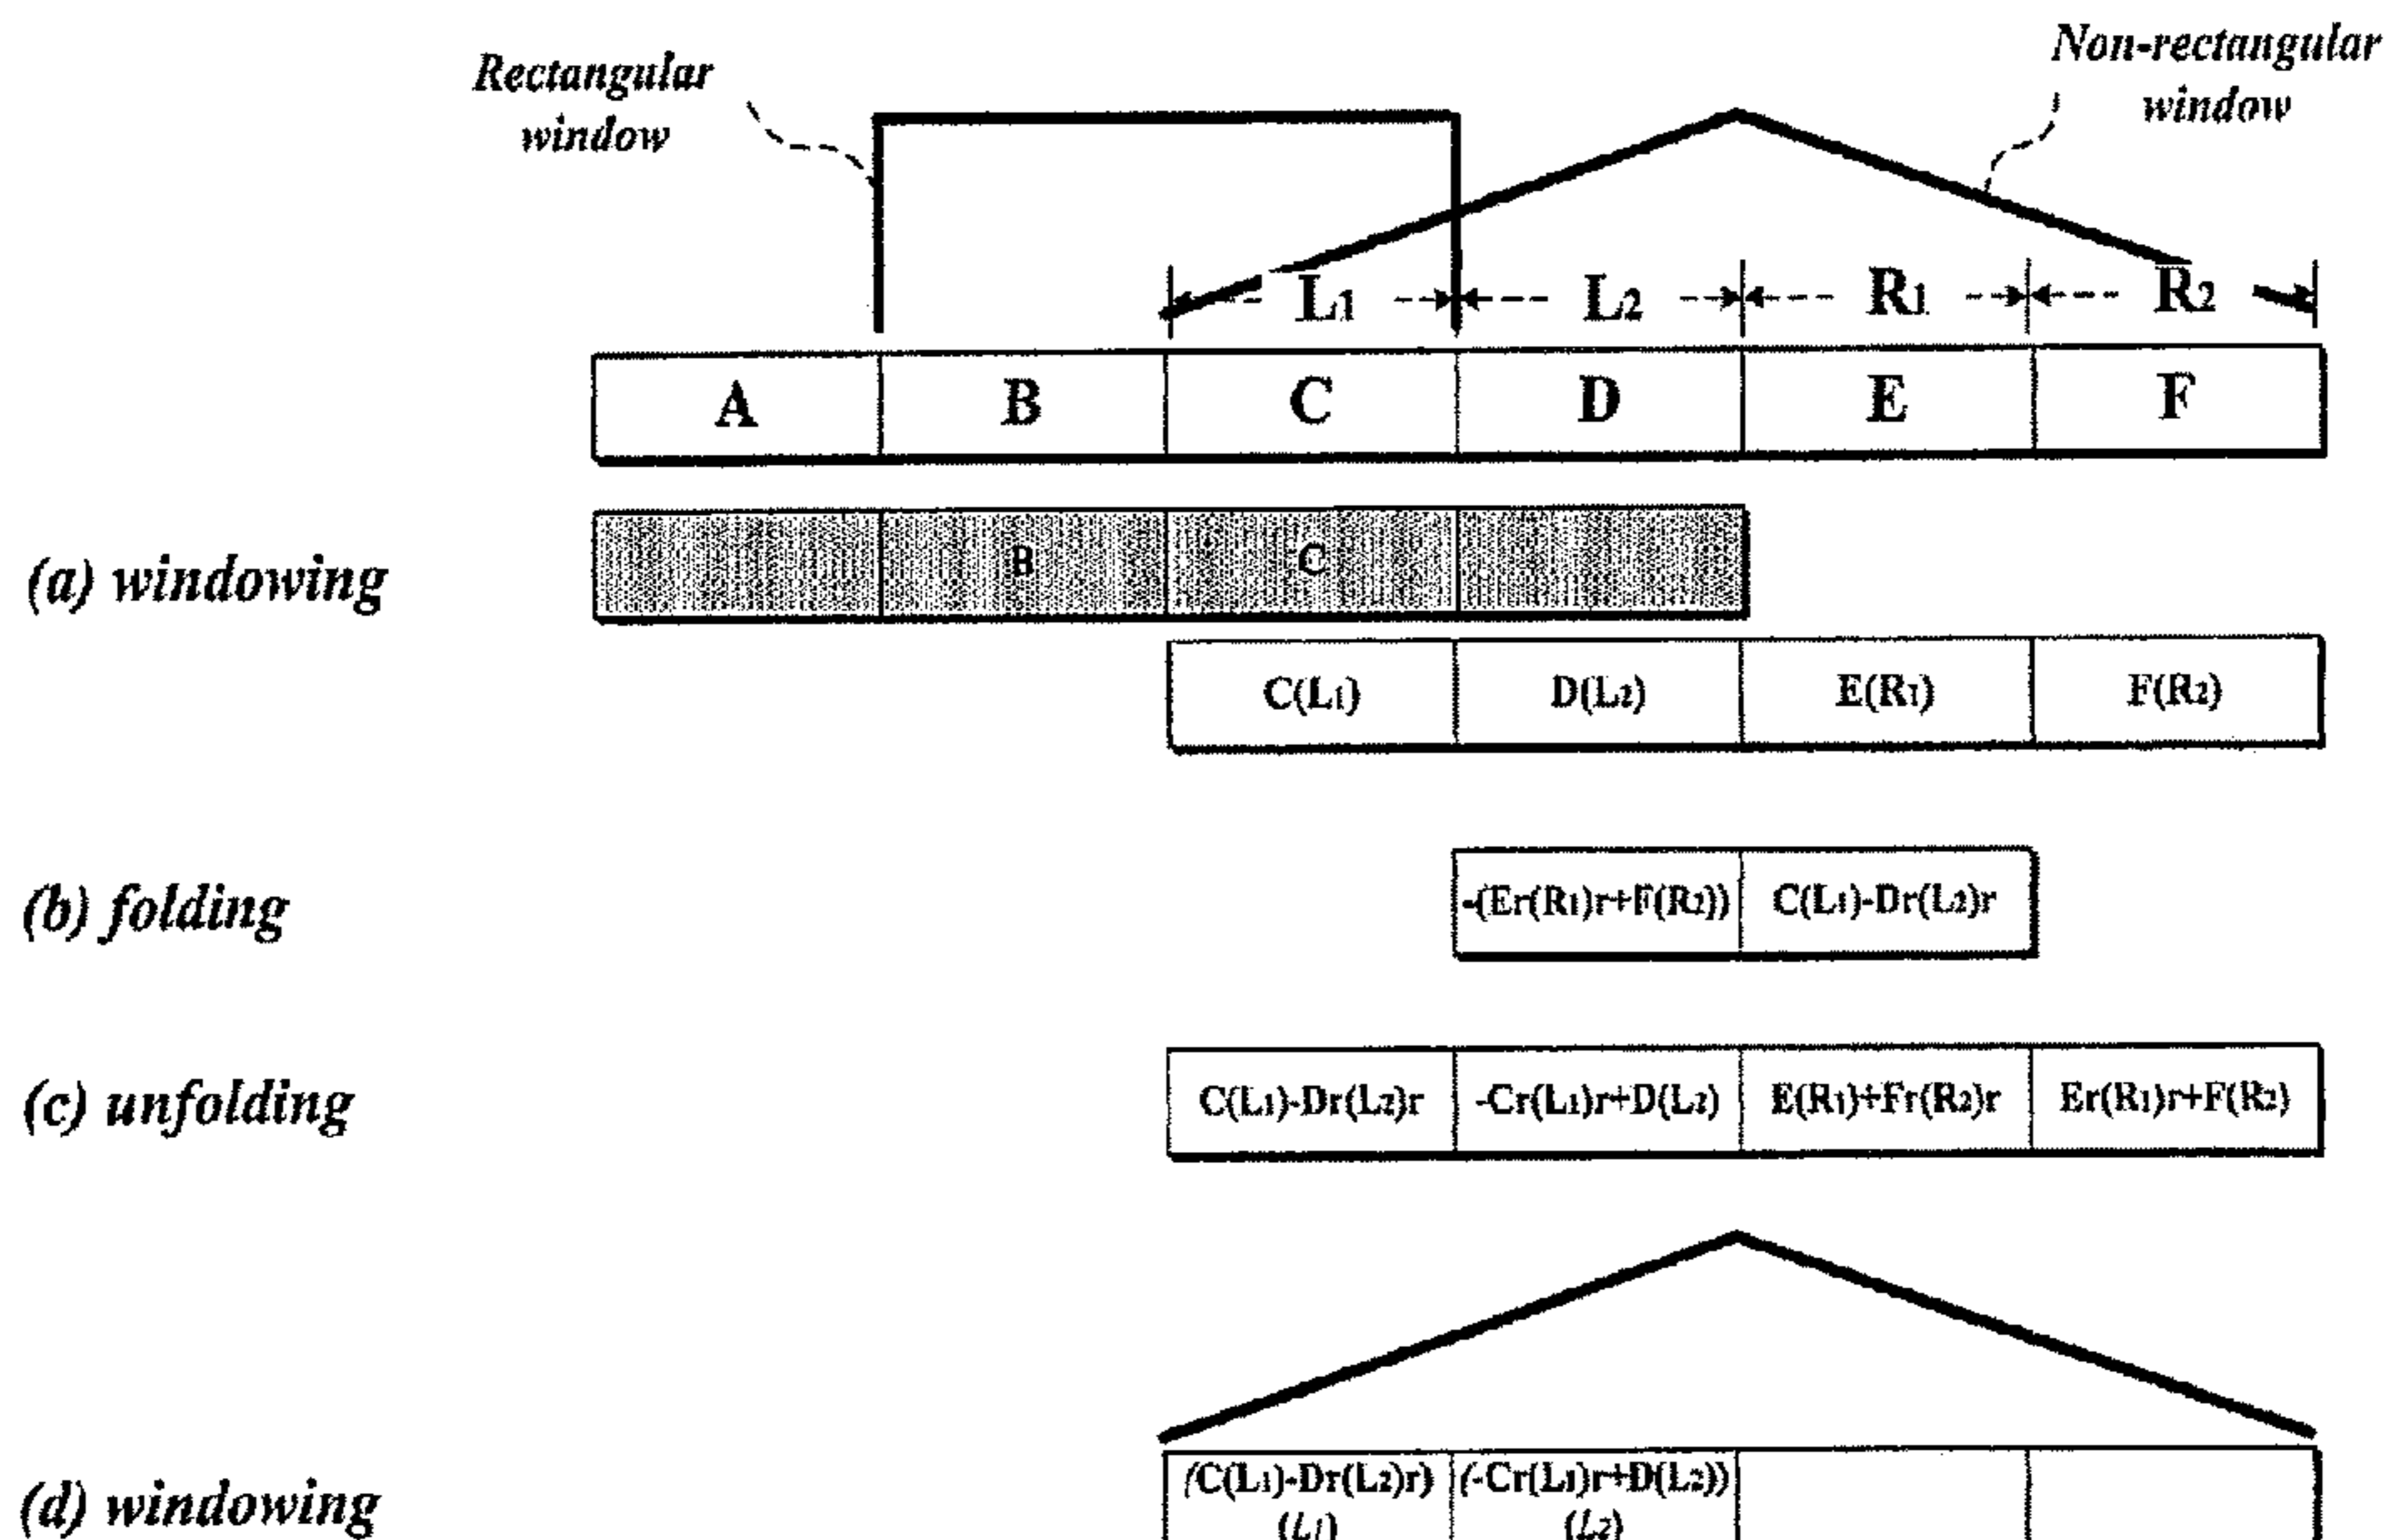 Rectangular
window
Non-rectangular
window
L1 L2 R1 R2
A B C D E F
(a) windowing
B C
C(L1) D(L2) E(R1) F(R2)
(b) folding
-(Er(R1)r+F(R2)) C(L1)-Dr(L2)r
(c) unfolding
C(L1)-Dr(L2)r -Cr(L1)r+D(L2) E(R1)+Fr(R2)r Er(R1)r+F(R2)
(d) windowing
(C(L1)-Dr(L2)r) (-Cr(L1)r+D(L2))
(L1) (L2)